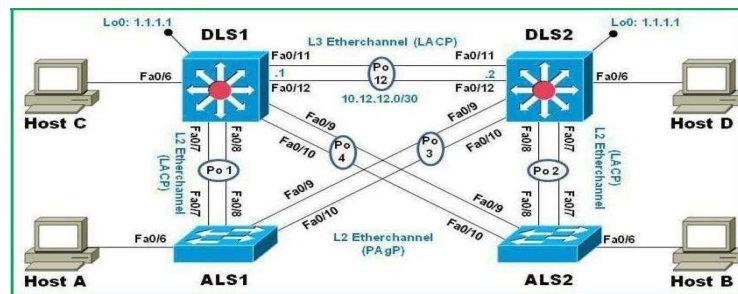 Lo0: 1.1.1.1
DLS1
DLS2
Lo0: 1.1.1.1
L3 Etherchannel (LACP)
Fa0/11
Fa0/11
Fa0/6
.1
Po 12
.2
Fa0/6
Fa0/12
Fa0/12
10.12.12.0/30
Host C
Host D
Fa0/9
Fa0/9
Fa0/7
Fa0/8
Fa0/10
Fa0/10
Fa0/8
Fa0/7
L2 Etherchannel (LACP)
Po 4
Po 3
L2 Etherchannel (LACP)
Po 1
Po 2
Fa0/7
Fa0/8
Fa0/9
Fa0/9
Fa0/8
Fa0/7
Fa0/10
Fa0/10
Fa0/6
L2 Etherchannel
(PAgP)
Fa0/6
Host A
ALS1
ALS2
Host B